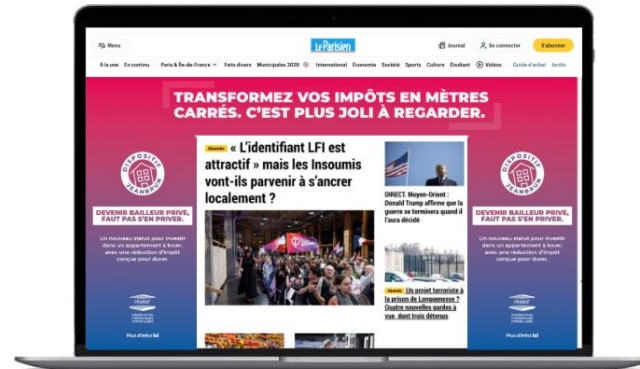 Menu
Le Parisien
Journal
Se connecter
S'abonner
À la une En continu Paris & Île-de-France Faits divers Municipales 2026 International Économie Société Sports Culture Étudiant Vidéos Guide d'achat Jardin
TRANSFORMEZ VOS IMPÔTS EN MÈTRES
CARRÉS. C'EST PLUS JOLI À REGARDER.
DISPOSITIF
JEANBRUN
DEVENIR BAILLEUR PRIVÉ,
FAUT PAS S'EN PRIVER.
Un nouveau statut pour investir
dans un appartement à louer,
avec une réduction d'impôt
conçue pour durer.
Plus d'infos ici
Abonnés « L'identifiant LFI est
attractif » mais les Insoumis
vont-ils parvenir à s'ancrer
localement ?
DIRECT. Moyen-Orient :
Donald Trump affirme que la
guerre se terminera quand il
l'aura décidé
Abonnés Un projet terroriste à
la prison de Longuenesse ?
Quatre nouvelles gardes à
vue, dont trois détenus
DISPOSITIF
JEANBRUN
DEVENIR BAILLEUR PRIVÉ,
FAUT PAS S'EN PRIVER.
Un nouveau statut pour investir
dans un appartement à louer,
avec une réduction d'impôt
conçue pour durer.
Plus d'infos ici